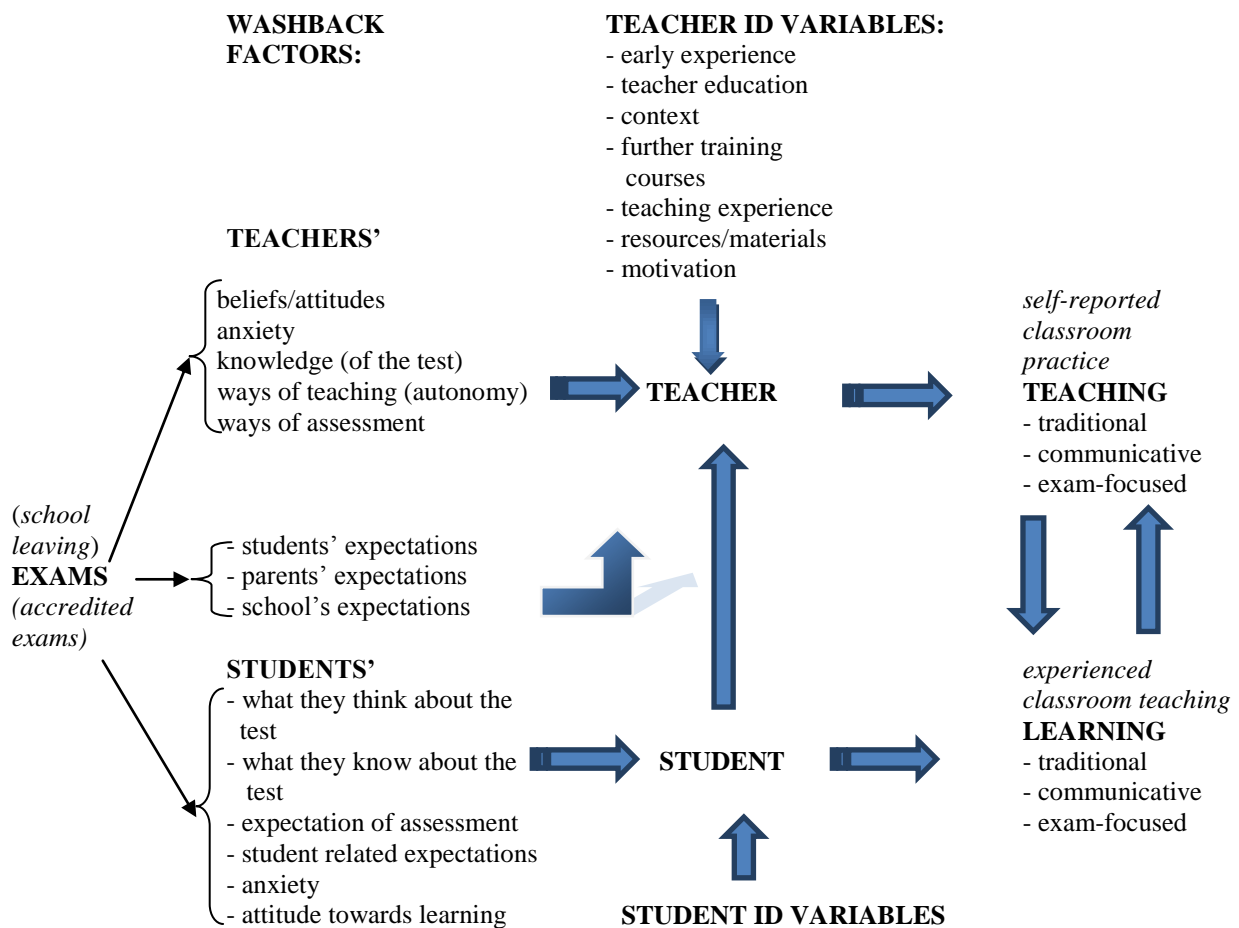 WASHBACK
FACTORS:
TEACHER ID VARIABLES:
- early experience
- teacher education
- context
- further training
courses
- teaching experience
- resources/materials
- motivation
TEACHERS’
beliefs/attitudes
anxiety
knowledge (of the test)
ways of teaching (autonomy)
ways of assessment
TEACHER
self-reported
classroom
practice
TEACHING
- traditional
- communicative
- exam-focused
(school
leaving)
EXAMS
(accredited
exams)
- students’ expectations
- parents’ expectations
- school’s expectations
STUDENTS’
- what they think about the
test
- what they know about the
test
- expectation of assessment
- student related expectations
- anxiety
- attitude towards learning
STUDENT
experienced
classroom teaching
LEARNING
- traditional
- communicative
- exam-focused
STUDENT ID VARIABLES